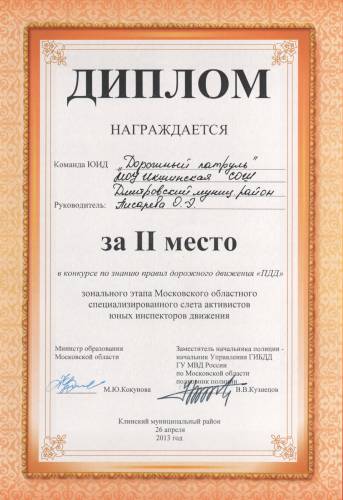 ДИПЛОМ
НАГРАЖДАЕТСЯ
Команда ЮИД "Дорожный патруль"
МОУ Икшинская СОШ
Дмитровский муниц. район
Руководитель: Писарева О.Э.
за II место
в конкурсе по знанию правил дорожного движения «ПДД»
зонального этапа Московского областного
специализированного слета активистов
юных инспекторов движения
Министр образования
Московской области
М.Ю.Кокунова
Заместитель начальника полиции -
начальник Управления ГИБДД
ГУ МВД России
по Московской области
полковник полиции
В.В.Кузнецов
Клинский муниципальный район
26 апреля
2013 год